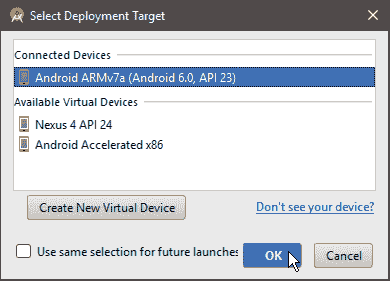 Select Deployment Target
Connected Devices
Android ARMv7a (Android 6.0, API 23)
Available Virtual Devices
Nexus 4 API 24
Android Accelerated x86
Create New Virtual Device
Don't see your device?
Use same selection for future launches
OK
Cancel